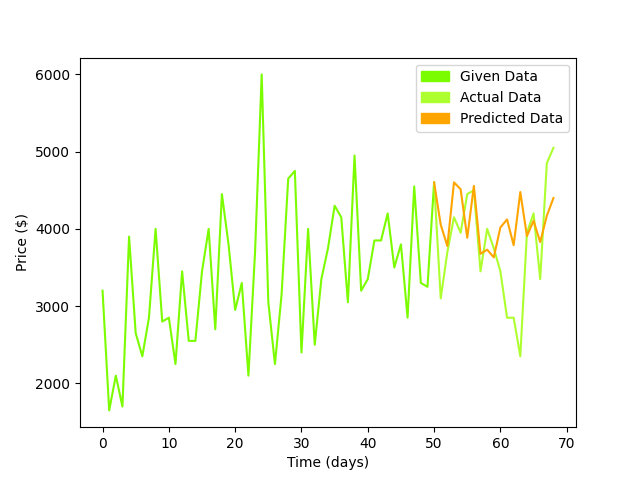 Given Data
Actual Data
Predicted Data
6000
5000
4000
3000
2000
Price ($)
0 10 20 30 40 50 60 70
Time (days)